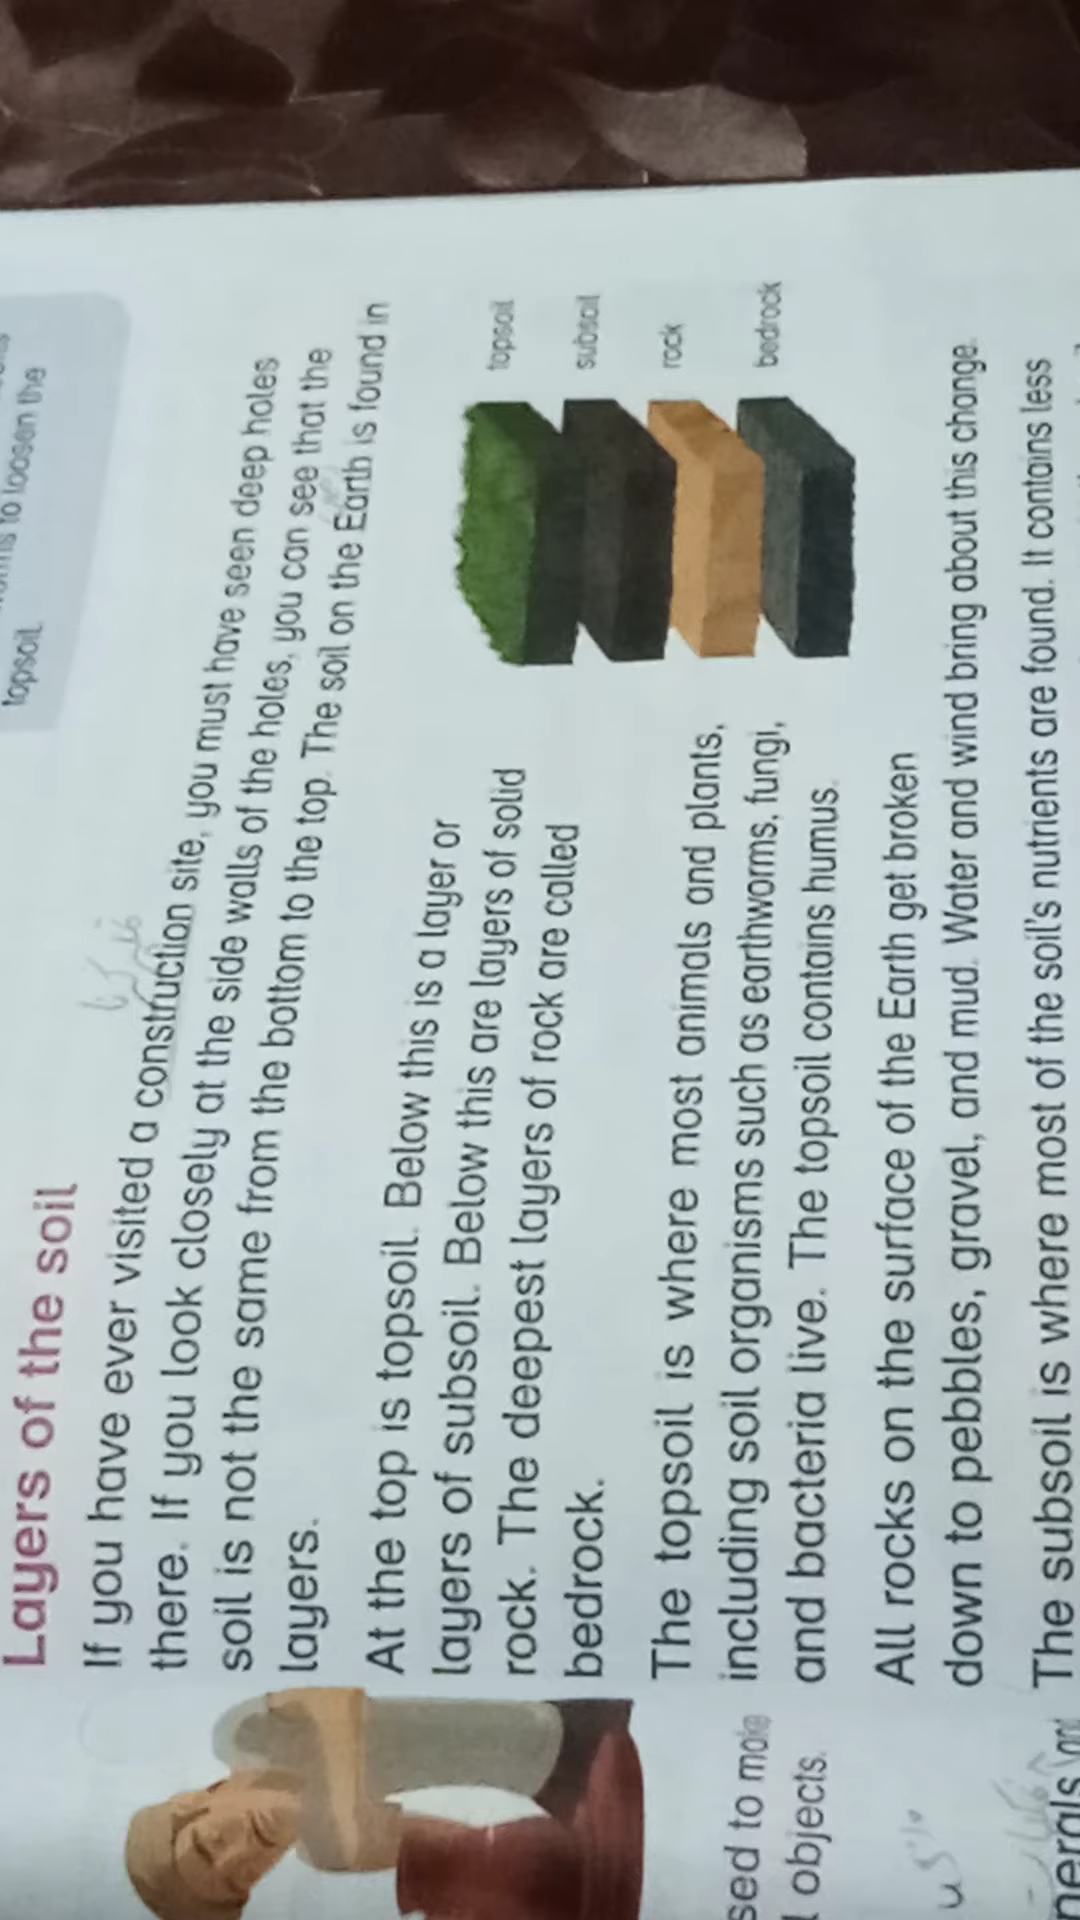 ms to loosen the
topsoil.
Layers of the soil
If you have ever visited a construction site, you must have seen deep holes
there. If you look closely at the side walls of the holes, you can see that the
soil is not the same from the bottom to the top. The soil on the Earth is found in
layers.
At the top is topsoil. Below this is a layer or
layers of subsoil. Below this are layers of solid
rock. The deepest layers of rock are called
bedrock.
topsoil
subsoil
rock
bedrock
The topsoil is where most animals and plants,
including soil organisms such as earthworms, fungi,
and bacteria live. The topsoil contains humus.
All rocks on the surface of the Earth get broken
down to pebbles, gravel, and mud. Water and wind bring about this change.
The subsoil is where most of the soil's nutrients are found. It contains less
sed to make
l objects.
nerals and